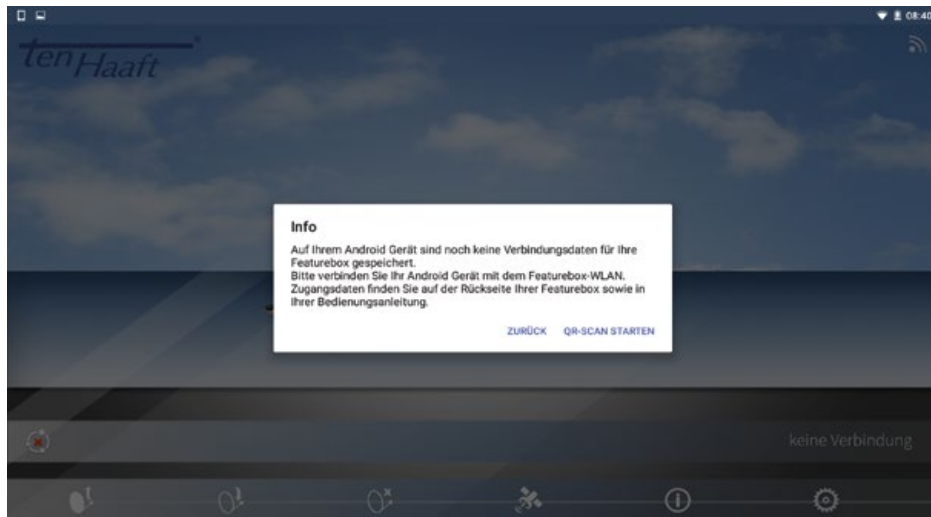 08:40
ten Haaft®
Info
Auf Ihrem Android Gerät sind noch keine Verbindungsdaten für Ihre
Featurebox gespeichert.
Bitte verbinden Sie Ihr Android Gerät mit dem Featurebox-WLAN.
Zugangsdaten finden Sie auf der Rückseite Ihrer Featurebox sowie in
Ihrer Bedienungsanleitung.
ZURÜCK QR-SCAN STARTEN
keine Verbindung